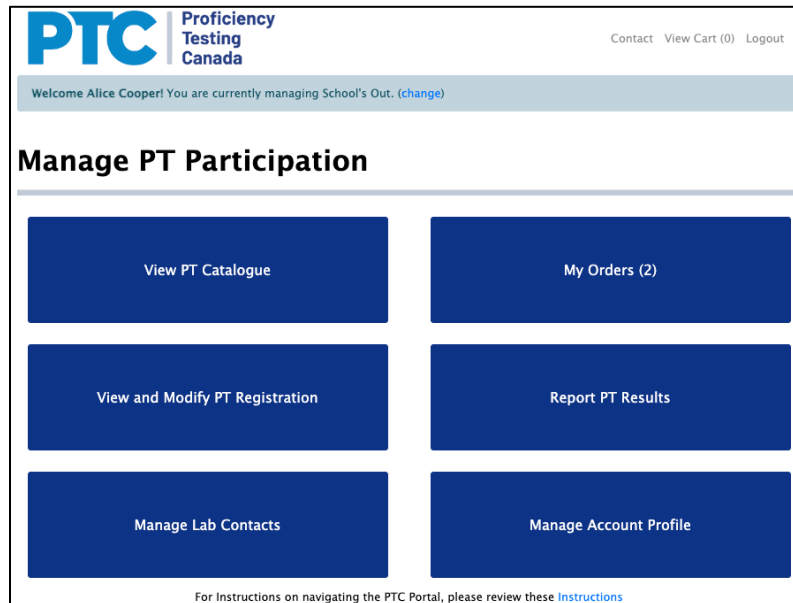 PTC Proficiency
Testing
Canada
Contact View Cart (0) Logout
Welcome Alice Cooper! You are currently managing School's Out. (change)
Manage PT Participation
View PT Catalogue
My Orders (2)
View and Modify PT Registration
Report PT Results
Manage Lab Contacts
Manage Account Profile
For Instructions on navigating the PTC Portal, please review these Instructions